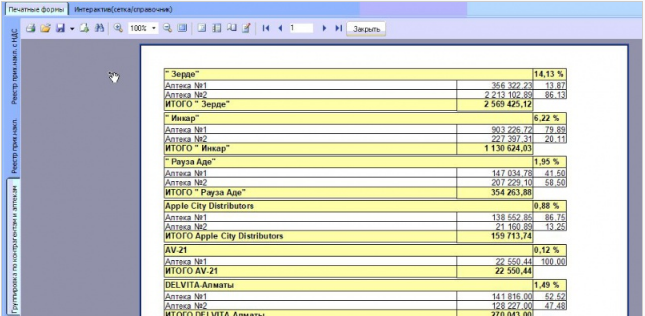 Печатные формы Интерактив(сетка/справочник)
100% 1 Закрыть
Реестр прих.накл. с НДС
Реестр прих.накл.
Группировка по контрагентам и аптекам
" Зерде" 14,13 %
Аптека №1 356 322,23 13,87
Аптека №2 2 213 102,89 86,13
ИТОГО " Зерде" 2 569 425,12
" Инкар" 6,22 %
Аптека №1 903 226,72 79,89
Аптека №2 227 397,31 20,11
ИТОГО " Инкар" 1 130 624,03
" Рауза Аде" 1,95 %
Аптека №1 147 034,78 41,50
Аптека №2 207 229,10 58,50
ИТОГО " Рауза Аде" 354 263,88
Apple City Distributors 0,88 %
Аптека №1 138 552,85 86,75
Аптека №2 21 160,89 13,25
ИТОГО Apple City Distributors 159 713,74
AV-21 0,12 %
Аптека №1 22 550,44 100,00
ИТОГО AV-21 22 550,44
DELVITA-Алматы 1,49 %
Аптека №1 141 816,00 52,52
Аптека №2 128 227,00 47,48
ИТОГО DELVITA-Алматы 270 043,00